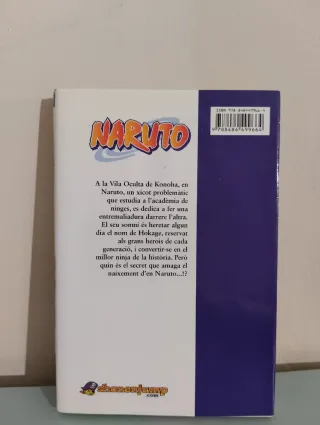 NARUTO
A la Vila Oculta de Konoha, en
Naruto, un xicot problemàtic
que estudia a l'acadèmia de
ninges, es dedica a fer una
entremaliadura darrere l'altra.
El seu somni és heretar algun
dia el nom de Hokage, reservat
als grans herois de cada
generació, i convertir-se en el
millor ninja de la història. Però
quin és el secret que amaga el
naixement d'en Naruto...!?
shonenjump
.com